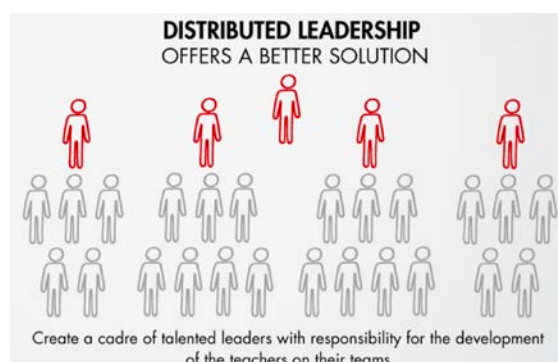 DISTRIBUTED LEADERSHIP
OFFERS A BETTER SOLUTION
Create a cadre of talented leaders with responsibility for the development
of the teachers on their teams